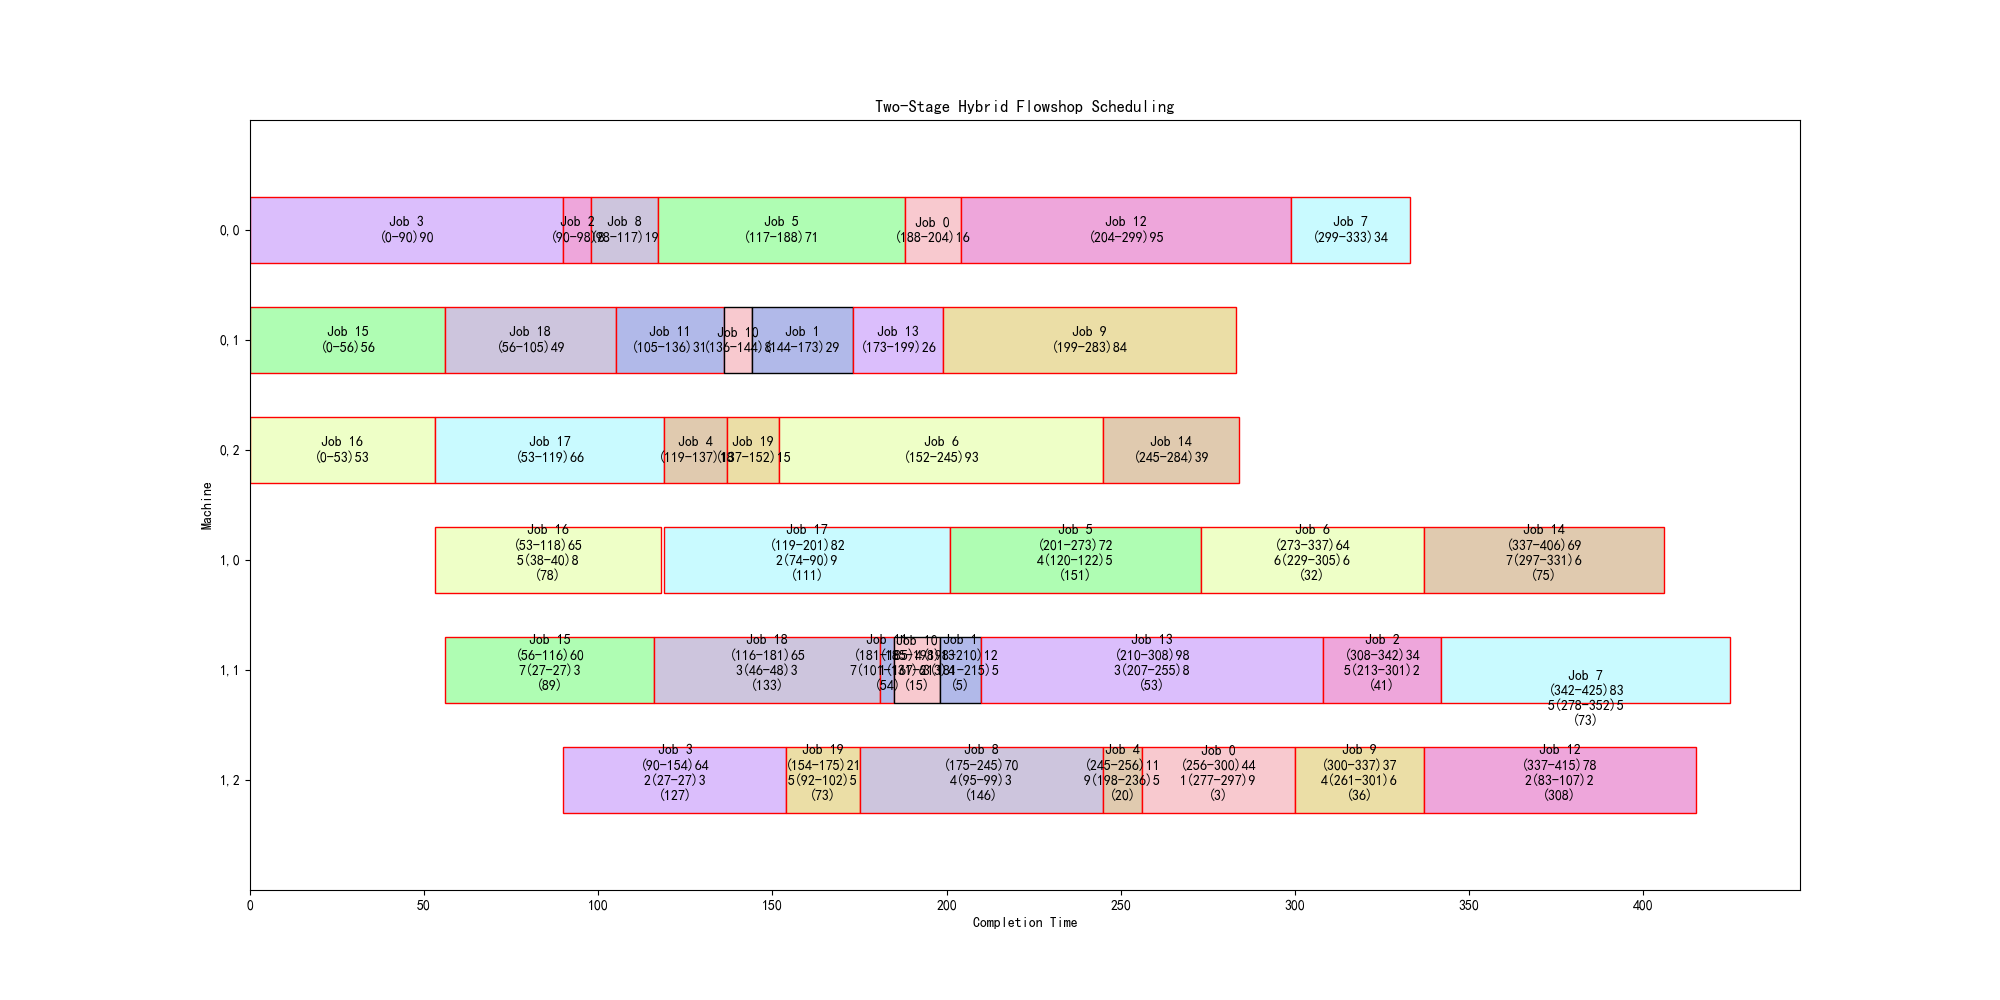 Two-Stage Hybrid Flowshop Scheduling
0,0
Job 3
(0-90)90
Job 2
(90-98)8
Job 8
(98-117)19
Job 5
(117-188)71
Job 0
(188-204)16
Job 12
(204-299)95
Job 7
(299-333)34
0,1
Job 15
(0-56)56
Job 18
(56-105)49
Job 11
(105-136)31
Job 10
(136-144)8
Job 1
(144-173)29
Job 13
(173-199)26
Job 9
(199-283)84
0,2
Job 16
(0-53)53
Job 17
(53-119)66
Job 4
(119-137)18
Job 19
(137-152)15
Job 6
(152-245)93
Job 14
(245-284)39
1,0
Job 16
(53-118)65
5(38-40)8
(78)
Job 17
(119-201)82
2(74-90)9
(111)
Job 5
(201-273)72
4(120-122)5
(151)
Job 6
(273-337)64
6(229-305)6
(32)
Job 14
(337-406)69
7(297-331)6
(75)
1,1
Job 15
(56-116)60
7(27-27)3
(89)
Job 18
(116-181)65
3(46-48)3
(133)
Job 11
(54)
Job 10
(185-198)13
(15)
Job 1
(198-210)12
(5)
Job 13
(210-308)98
3(207-255)8
(53)
Job 2
(308-342)34
5(213-301)2
(41)
Job 7
(342-425)83
5(278-352)5
(73)
1,2
Job 3
(90-154)64
2(27-27)3
(127)
Job 19
(154-175)21
5(92-102)5
(73)
Job 8
(175-245)70
4(95-99)3
(146)
Job 4
(245-256)11
9(198-236)5
(20)
Job 0
(256-300)44
1(277-297)9
(3)
Job 9
(300-337)37
4(261-301)6
(36)
Job 12
(337-415)78
2(83-107)2
(308)
Machine
0
50
100
150
200
250
300
350
400
Completion Time